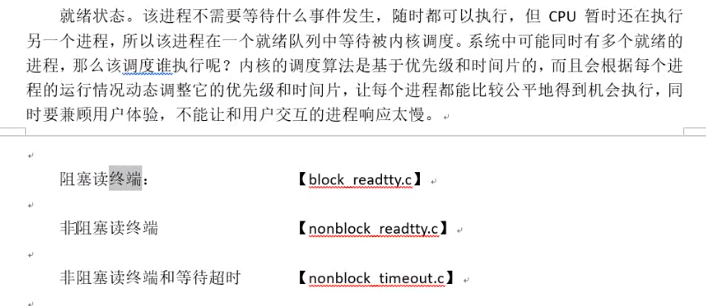 就绪状态。该进程不需要等待什么事件发生，随时都可以执行，但 CPU 暂时还在执行
另一个进程，所以该进程在一个就绪队列中等待被内核调度。系统中可能同时有多个就绪的
进程，那么该调度谁执行呢？内核的调度算法是基于优先级和时间片的，而且会根据每个进
程的运行情况动态调整它的优先级和时间片，让每个进程都能比较公平地得到机会执行，同
时要兼顾用户体验，不能让和用户交互的进程响应太慢。
阻塞读终端： 【block_readtty.c】
非阻塞读终端 【nonblock_readtty.c】
非阻塞读终端和等待超时 【nonblock_timeout.c】